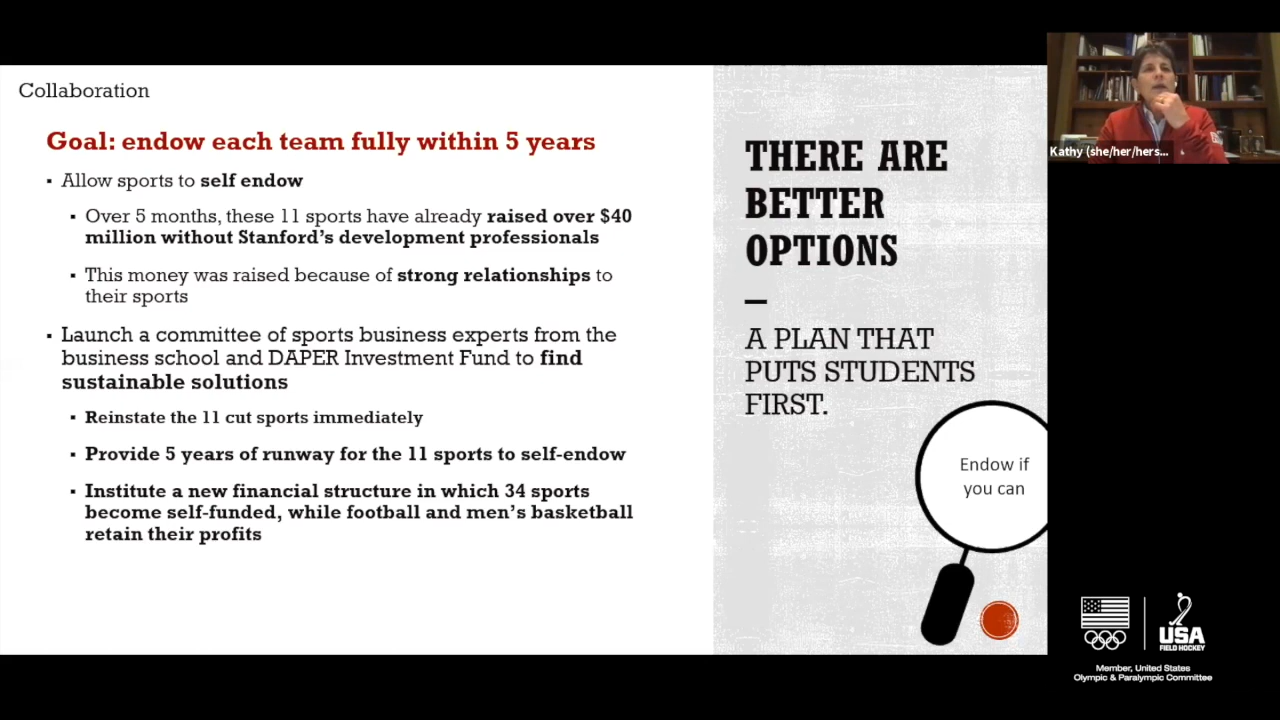 Collaboration
Goal: endow each team fully within 5 years
▪ Allow sports to self endow
▪ Over 5 months, these 11 sports have already raised over $40
million without Stanford's development professionals
▪ This money was raised because of strong relationships to
their sports
▪ Launch a committee of sports business experts from the
business school and DAPER Investment Fund to find
sustainable solutions
▪ Reinstate the 11 cut sports immediately
▪ Provide 5 years of runway for the 11 sports to self-endow
▪ Institute a new financial structure in which 34 sports
become self-funded, while football and men's basketball
retain their profits
THERE ARE
BETTER
OPTIONS
–
A PLAN THAT
PUTS STUDENTS
FIRST.
Endow if
you can
Kathy (she/her/hers...
USA
FIELD HOCKEY
Member, United States
Olympic & Paralympic Committee